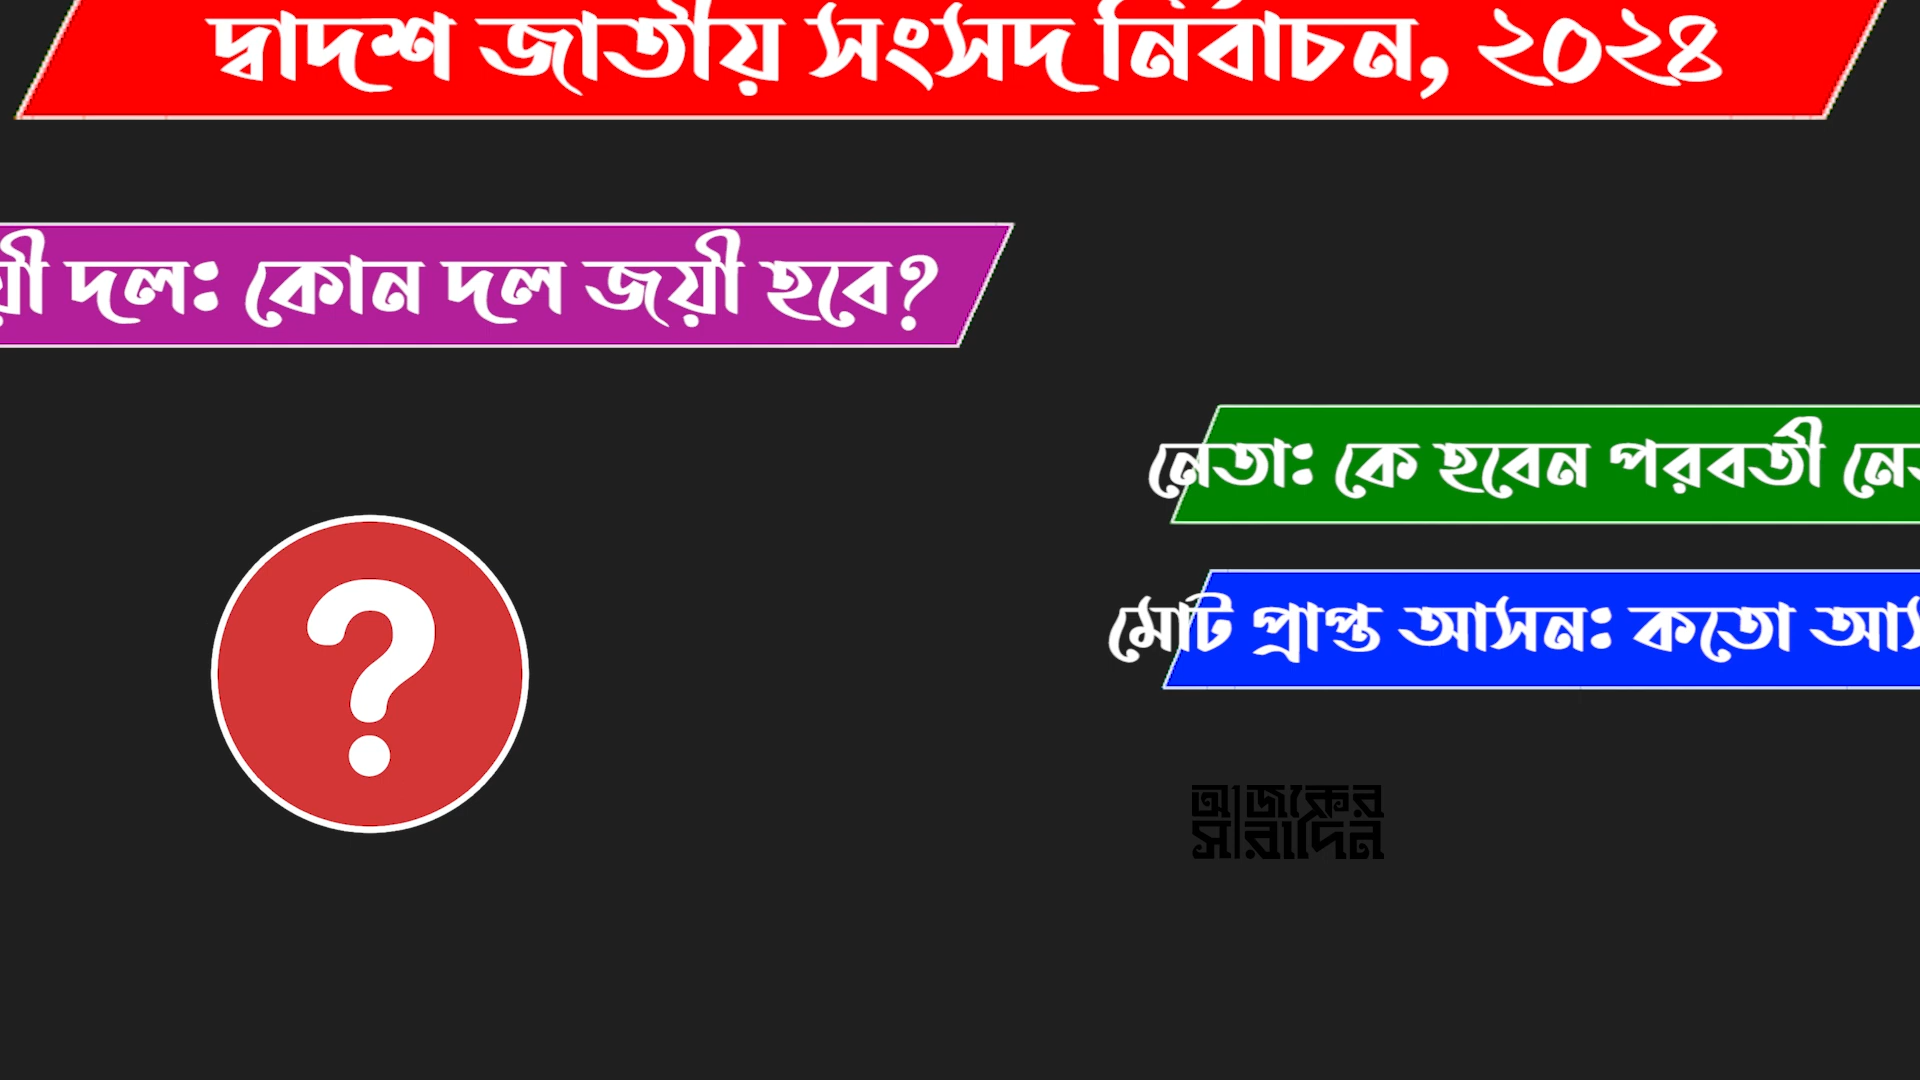 দ্বাদশ জাতীয় সংসদ নির্বাচন, ২০২৪
দল: কোন দল জয়ী হবে?
নেতা: কে হবেন পরবর্তী
মোট প্রাপ্ত আসন: কতো
আজকের
সারাদিন